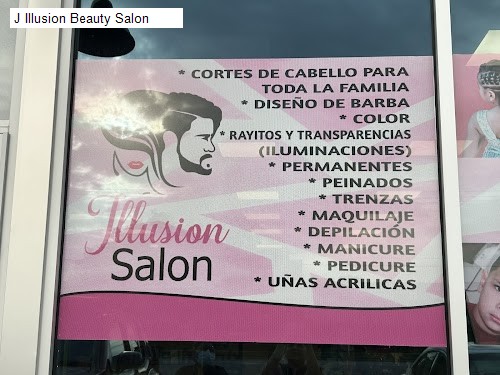 J Illusion Beauty Salon
* CORTES DE CABELLO PARA
TODA LA FAMILIA
* DISEÑO DE BARBA
* COLOR
* RAYITOS Y TRANSPARENCIAS
(ILUMINACIONES)
* PERMANENTES
* PEINADOS
* TRENZAS
* MAQUILAJE
* DEPILACIÓN
* MANICURE
* PEDICURE
* UÑAS ACRILICAS
Illusion
Salon